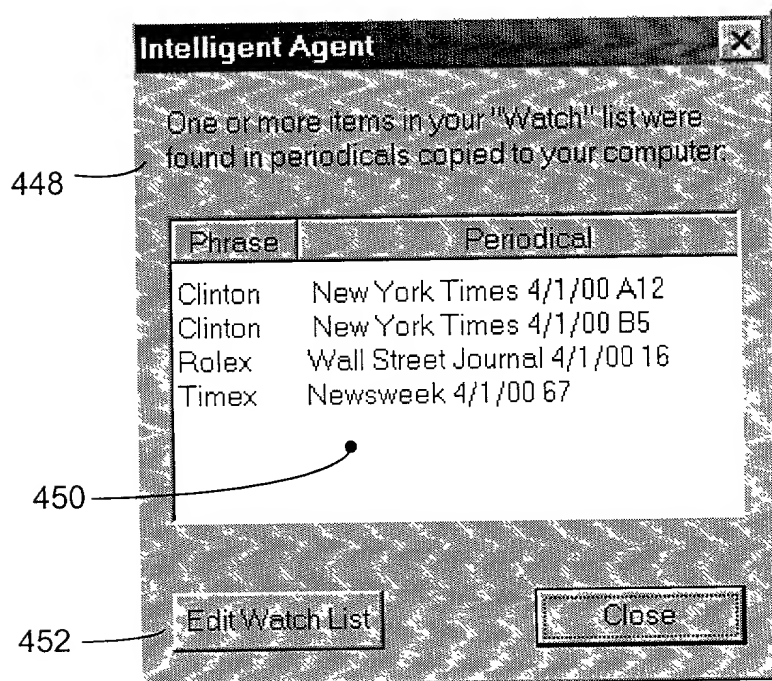 Intelligent Agent
One or more items in your "Watch" list were
found in periodicals copied to your computer:
448
Phrase Periodical
Clinton New York Times 4/1/00 A12
Clinton New York Times 4/1/00 B5
Rolex Wall Street Journal 4/1/00 16
Timex Newsweek 4/1/00 67
450
Edit Watch List Close
452